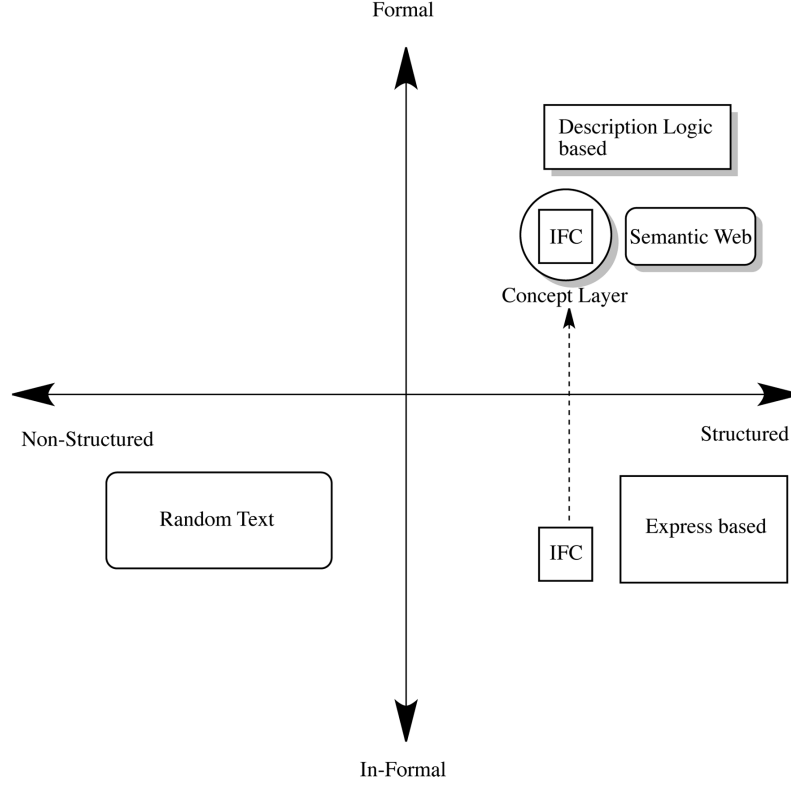 Formal
Description Logic
based
IFC
Semantic Web
Concept Layer
Non-Structured
Structured
Random Text
Express based
IFC
In-Formal